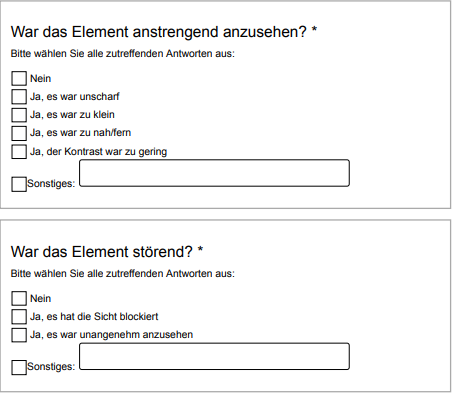 War das Element anstrengend anzusehen? *
Bitte wählen Sie alle zutreffenden Antworten aus:
Nein
Ja, es war unscharf
Ja, es war zu klein
Ja, es war zu nah/fern
Ja, der Kontrast war zu gering
Sonstiges:
War das Element störend? *
Bitte wählen Sie alle zutreffenden Antworten aus:
Nein
Ja, es hat die Sicht blockiert
Ja, es war unangenehm anzusehen
Sonstiges: